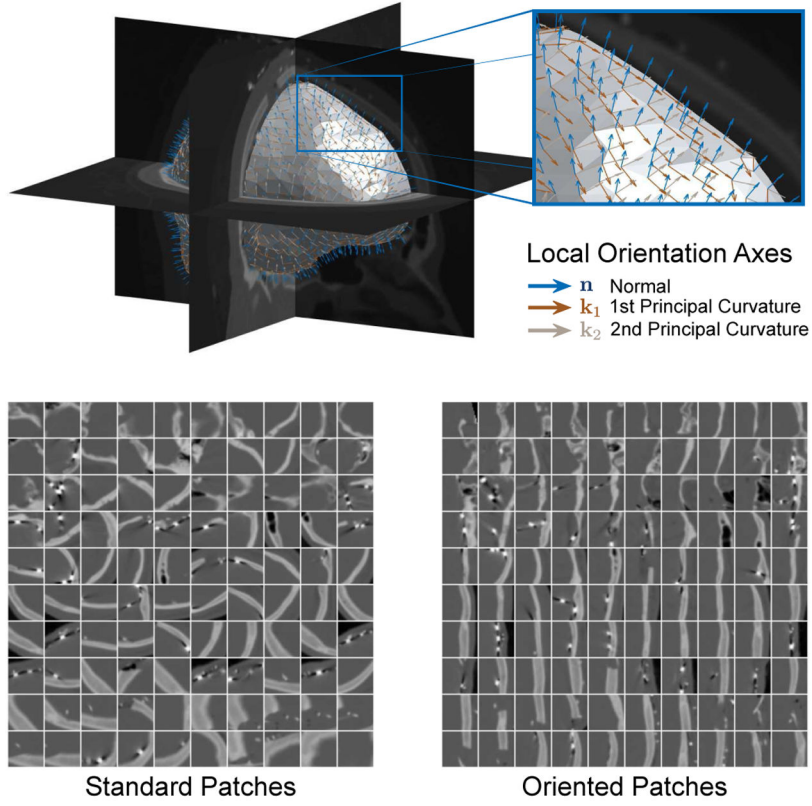 Local Orientation Axes
n Normal
k₁ 1st Principal Curvature
k₂ 2nd Principal Curvature
Standard Patches
Oriented Patches